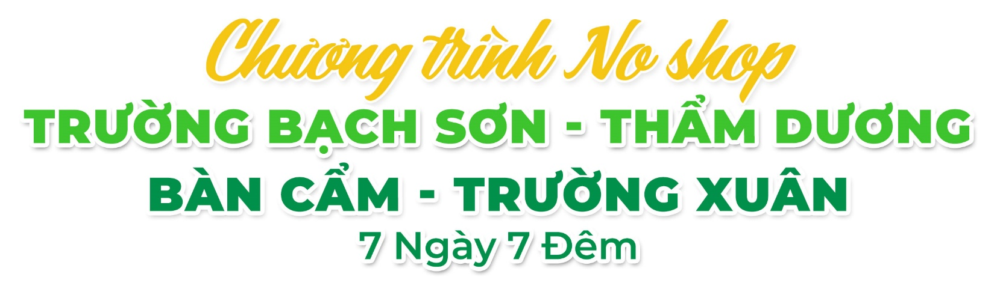 Chương trình No shop
TRƯỜNG BẠCH SƠN - THẨM DƯƠNG
BÀN CẨM - TRƯỜNG XUÂN
7 Ngày 7 Đêm